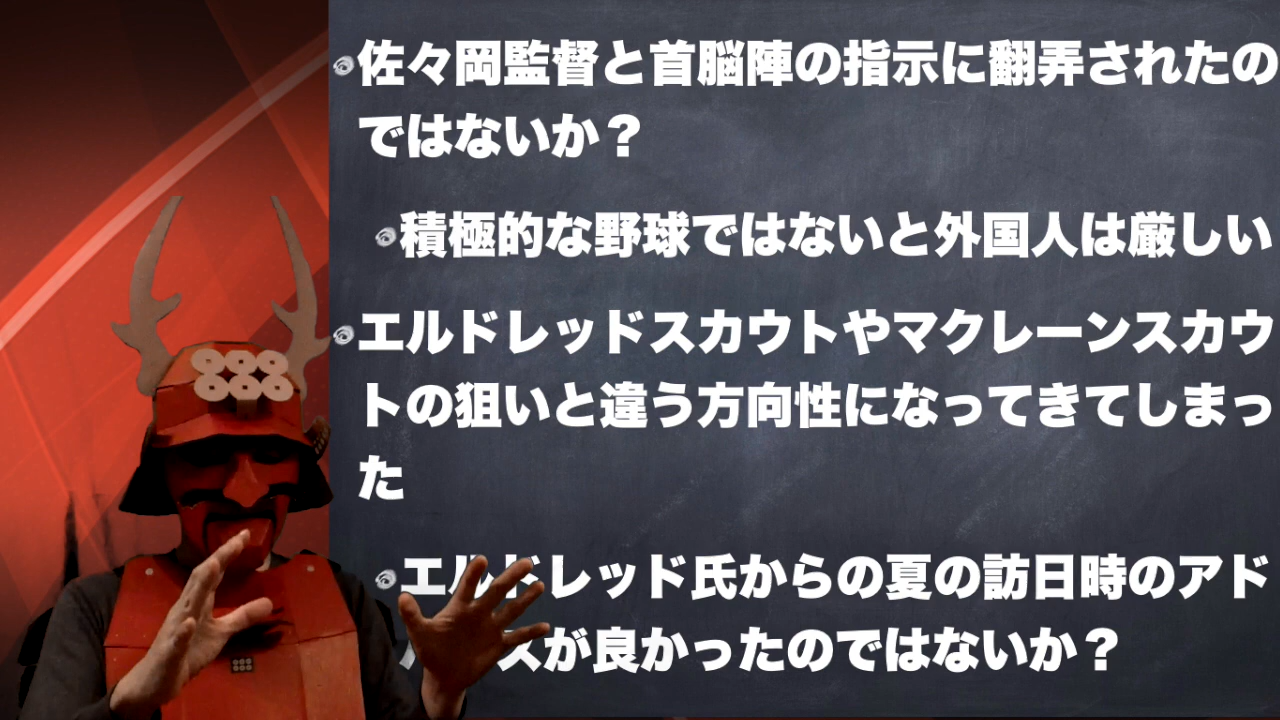 佐々岡監督と首脳陣の指示に翻弄されたの
ではないか？
積極的な野球ではないと外国人は厳しい
エルドレッドスカウトやマクレーンスカウ
トの狙いと違う方向性になってきてしまっ
た
エルドレッド氏からの夏の訪日時のアド
スが良かったのではないか？